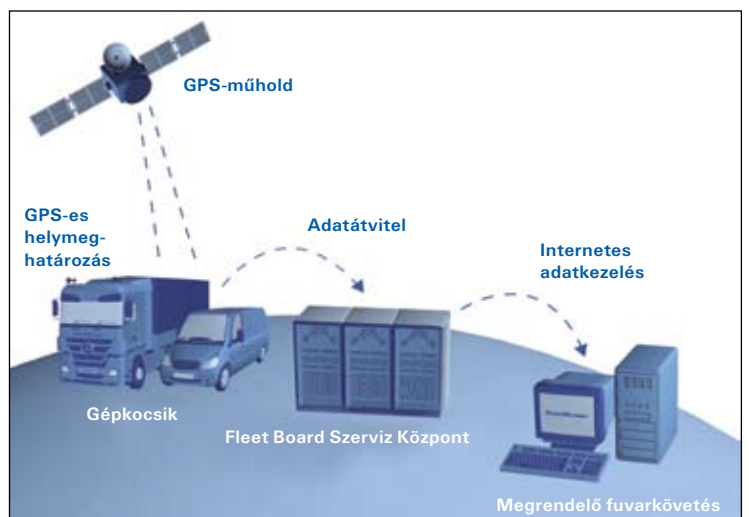 GPS-műhold
GPS-es
helymeg-
határozás
Adatátvitel
Internetes
adatkezelés
Gépkocsik
Fleet Board Szerviz Központ
Megrendelő fuvarkövetés